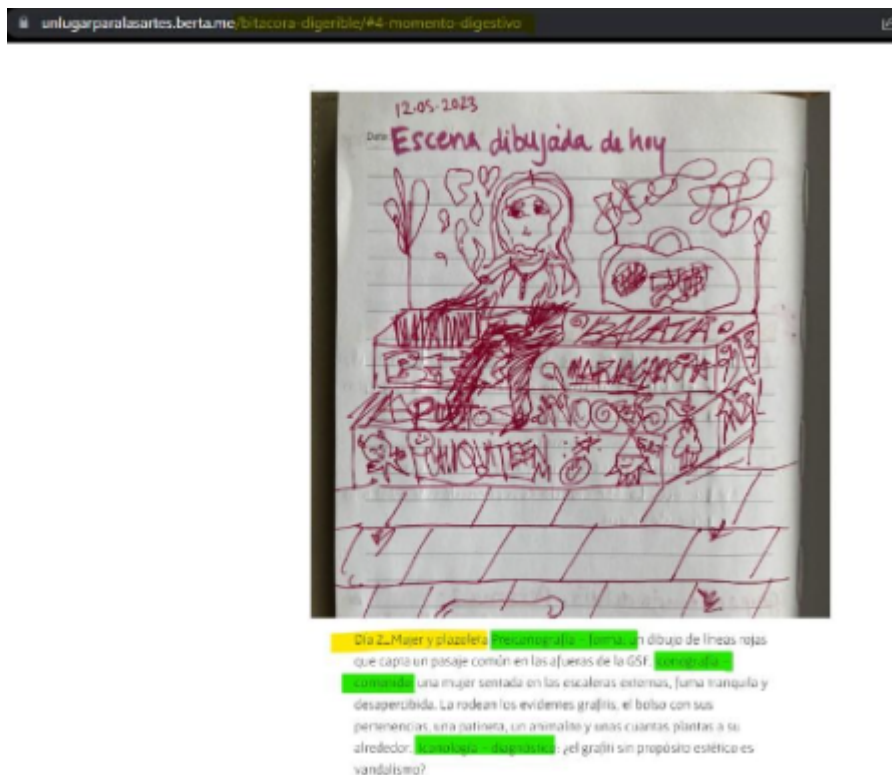 unlugarparalasartes.berta.me/bitacora-digerible/#4-momento-digestivo
12-05-2023
Date:
Escena dibujada de hoy
BALATA
MARIAGARCÍA
Día 2_Mujer y plazoleta Preiconografía – forma: un dibujo de líneas rojas
que capta un pasaje común en las afueras de la GSF. Iconografía –
contenido: una mujer sentada en las escaleras externas, fuma tranquila y
desapercibida. La rodean los evidentes grafitis, el bolso con sus
pertenencias, una patineta, un animalito y unas cuantas plantas a su
alrededor. Iconología – diagnóstico: ¿el grafiti sin propósito estético es
vandalismo?